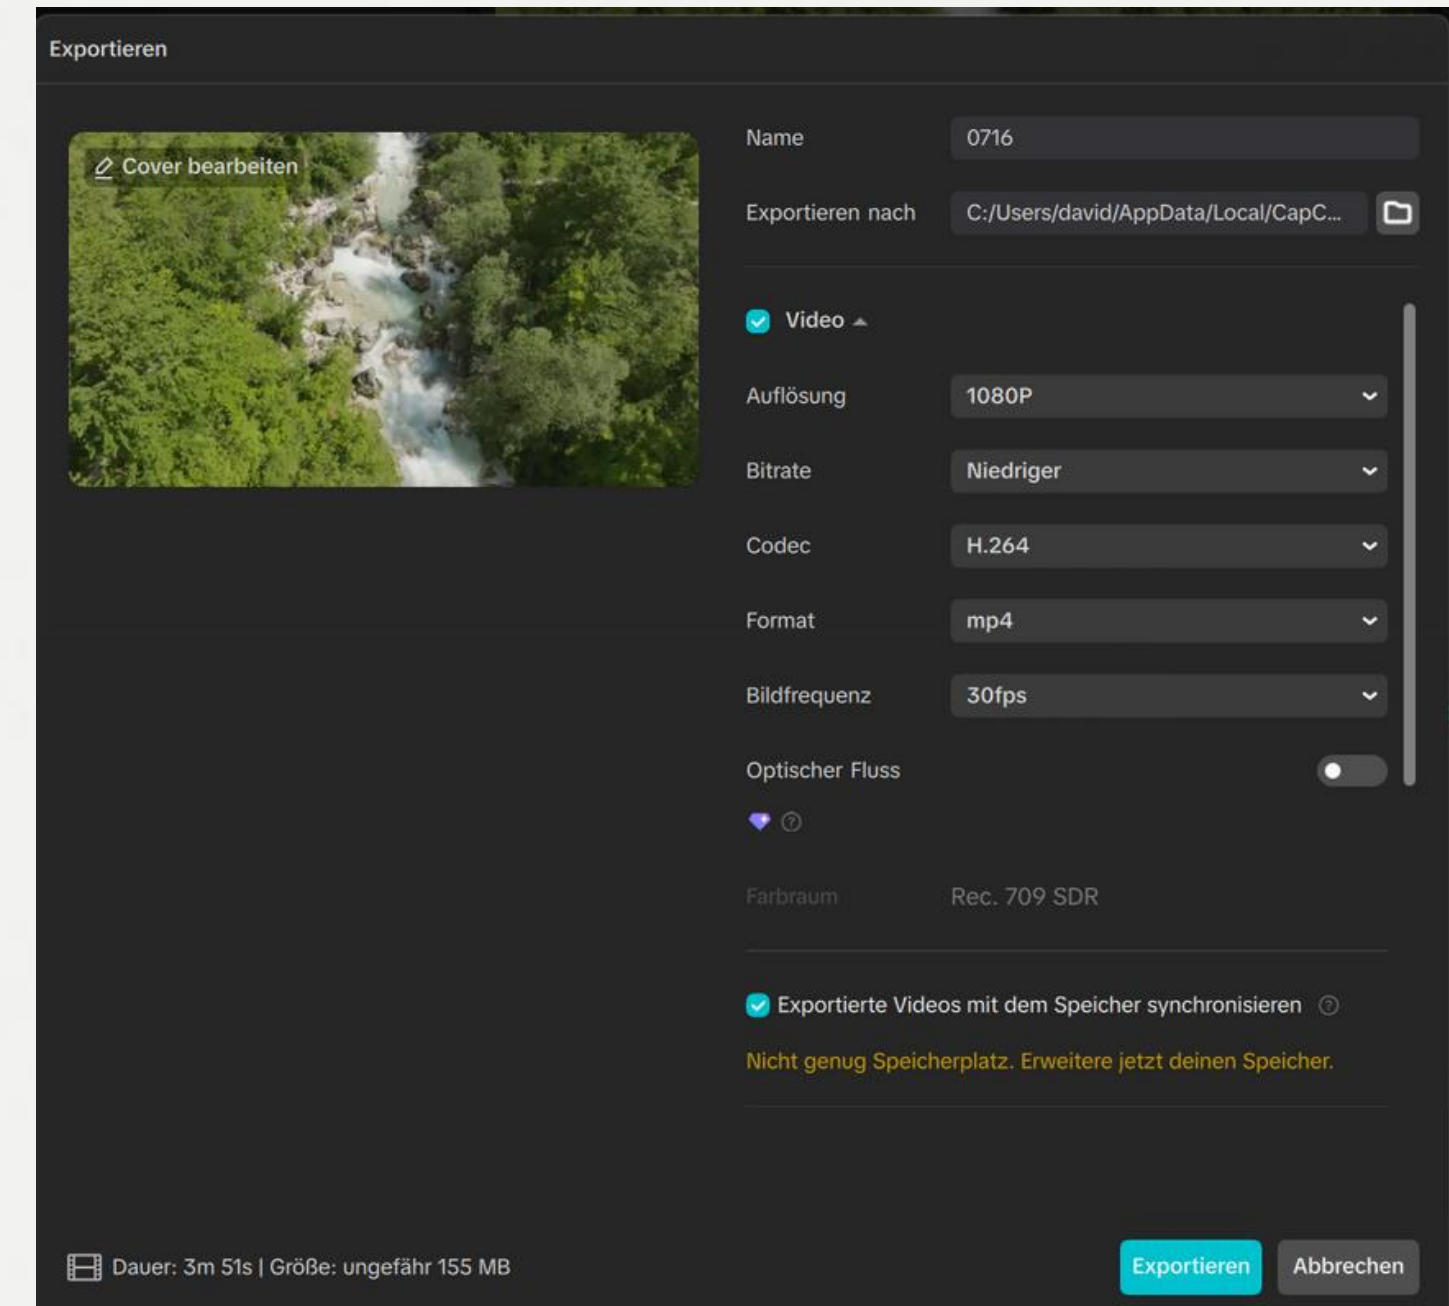 Exportieren
Cover bearbeiten
Name 0716
Exportieren nach C:/Users/david/AppData/Local/CapC...
Video
Auflösung 1080P
Bitrate Niedriger
Codec H.264
Format mp4
Bildfrequenz 30fps
Optischer Fluss
Farbraum Rec. 709 SDR
Exportierte Videos mit dem Speicher synchronisieren
Nicht genug Speicherplatz. Erweitere jetzt deinen Speicher.
Dauer: 3m 51s | Größe: ungefähr 155 MB
Exportieren Abbrechen